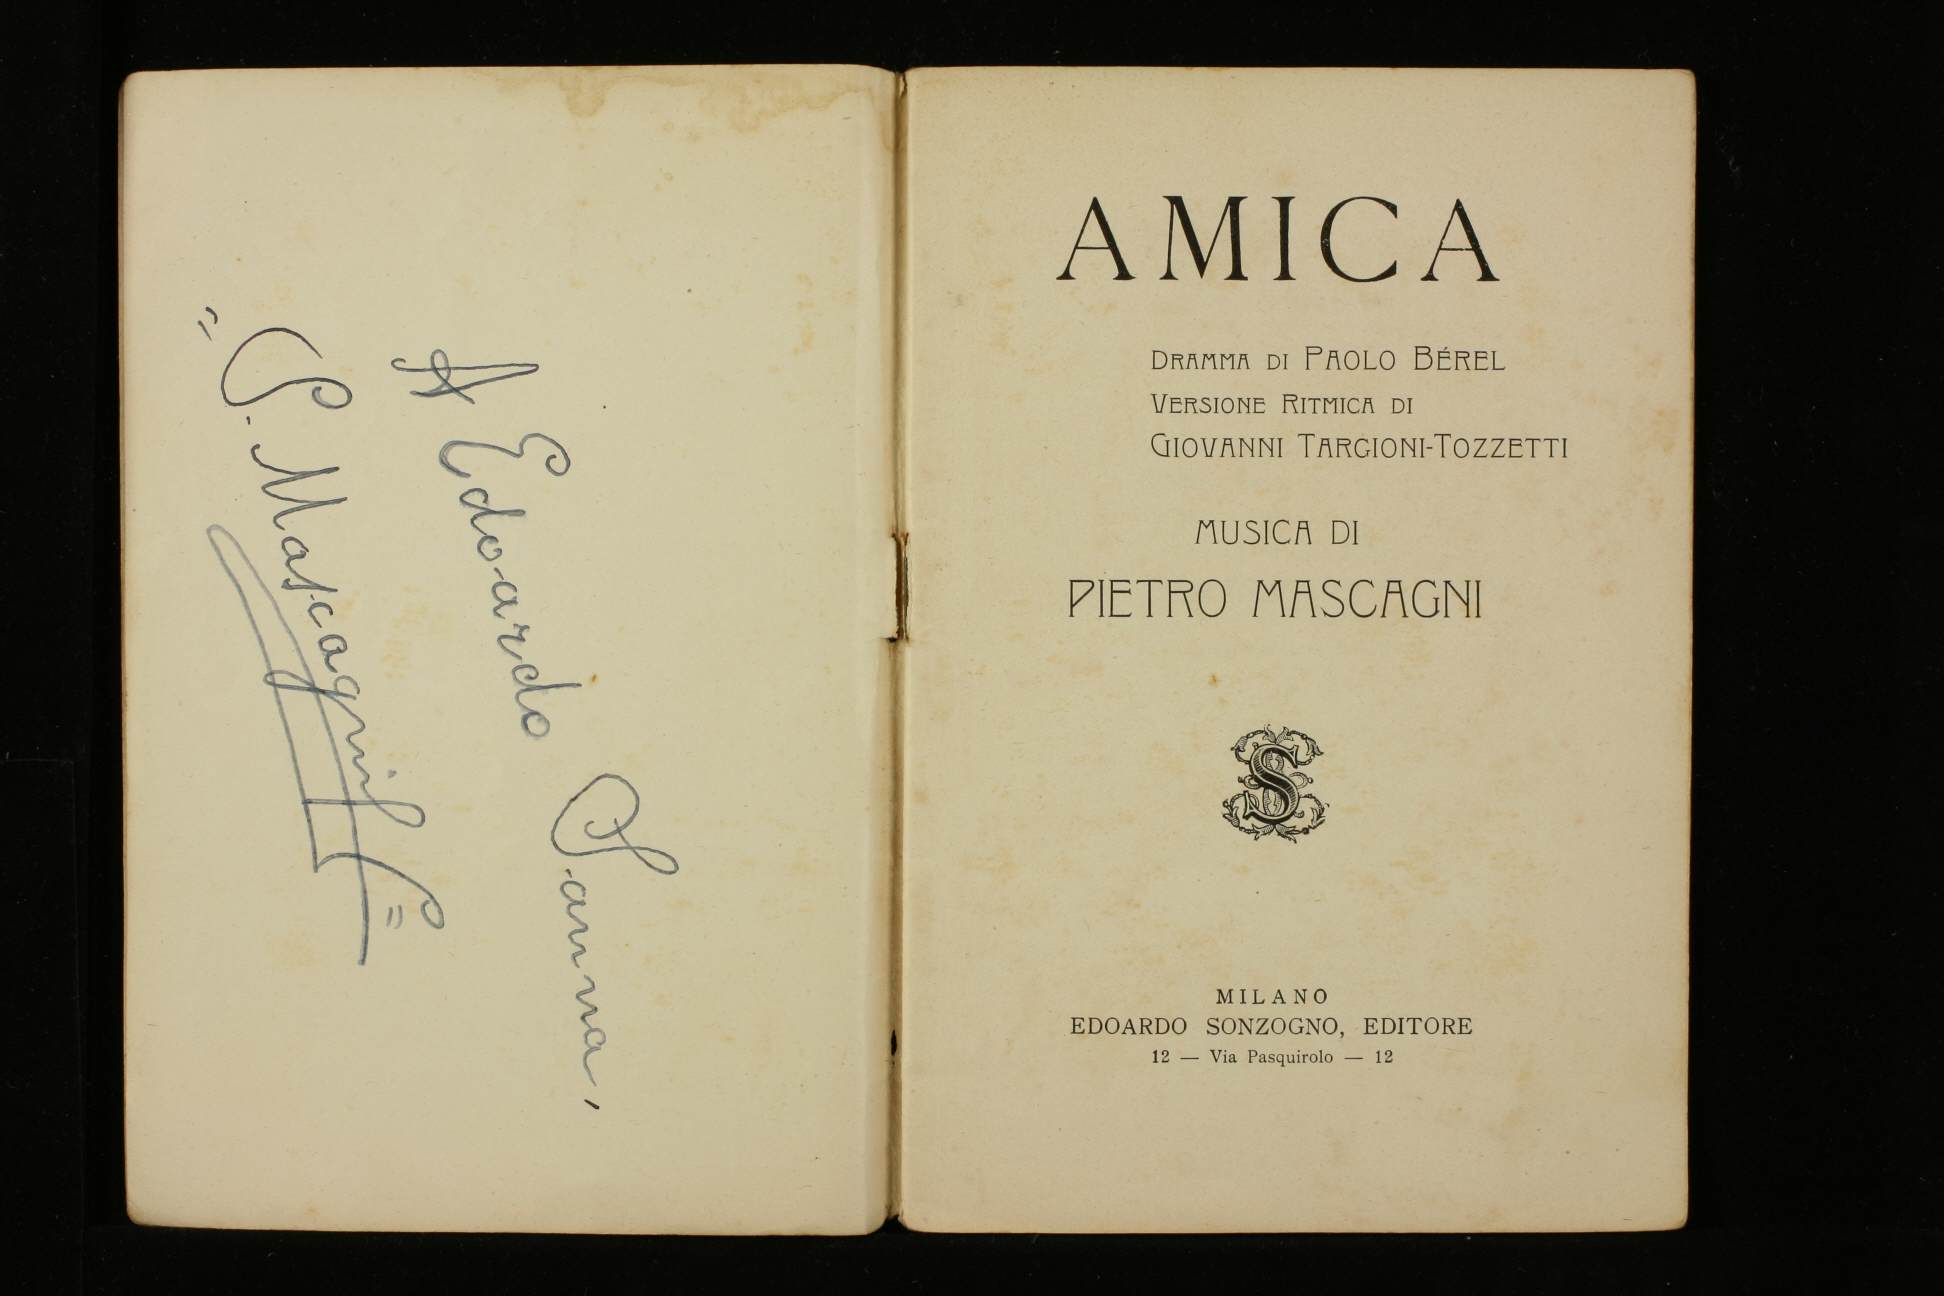 A Edoardo Sanna,
"P. Mascagni"
AMICA
DRAMMA DI PAOLO BÉREL
VERSIONE RITMICA DI
GIOVANNI TARGIONI-TOZZETTI
MUSICA DI
PIETRO MASCAGNI
MILANO
EDOARDO SONZOGNO, EDITORE
12 — Via Pasquirolo — 12